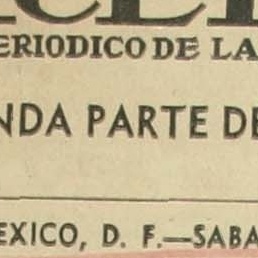 ERIODICO DE LA
NDA PARTE DE
EXICO, D. F.—SABA